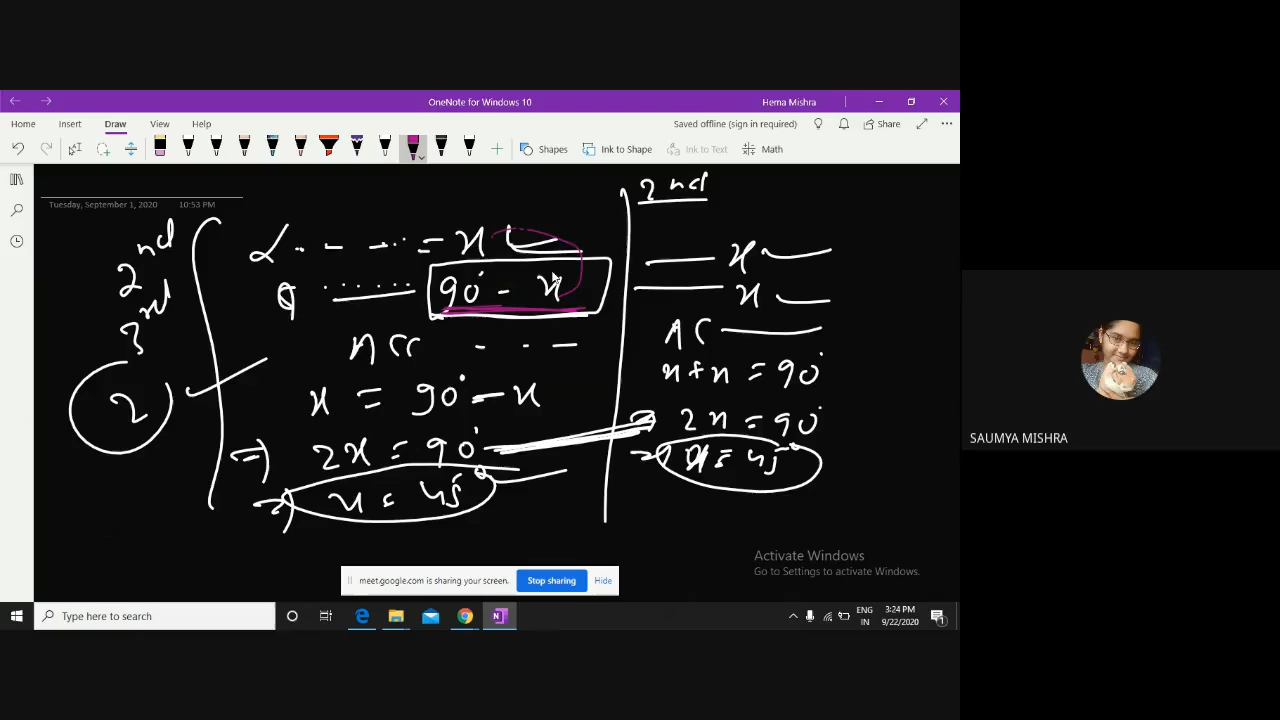 OneNote for Windows 10
Hema Mishra
Home Insert Draw View Help
Saved offline (sign in required)
Share
Shapes
Ink to Shape
Ink to Text
Math
Tuesday, September 1, 2020 10:53 PM
2nd
3rd
2
= x
90° - x
ACC
x = 90° - x
⇒ 2x = 90°
⇒ x = 45°
2nd
x
x
AC
x + x = 90°
⇒ 2x = 90°
⇒ x = 45°
Activate Windows
Go to Settings to activate Windows.
meet.google.com is sharing your screen. Stop sharing Hide
Type here to search
ENG
IN
3:24 PM
9/22/2020
1
SAUMYA MISHRA